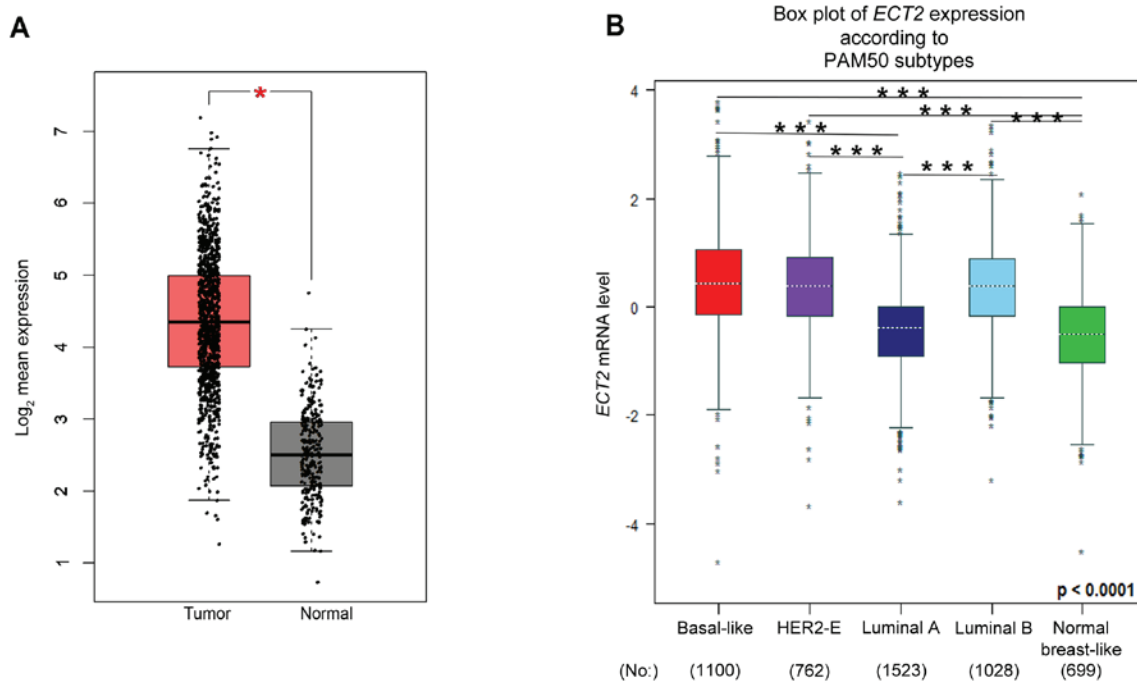 A
Log2 mean expression
7
6
5
4
3
2
1
*
Tumor Normal
B
Box plot of ECT2 expression
according to
PAM50 subtypes
ECT2 mRNA level
4
2
0
-2
-4
* * *
* * *
* * *
* * *
* * *
* * *
p < 0.0001
Basal-like HER2-E Luminal A Luminal B Normal
breast-like
(No:) (1100) (762) (1523) (1028) (699)